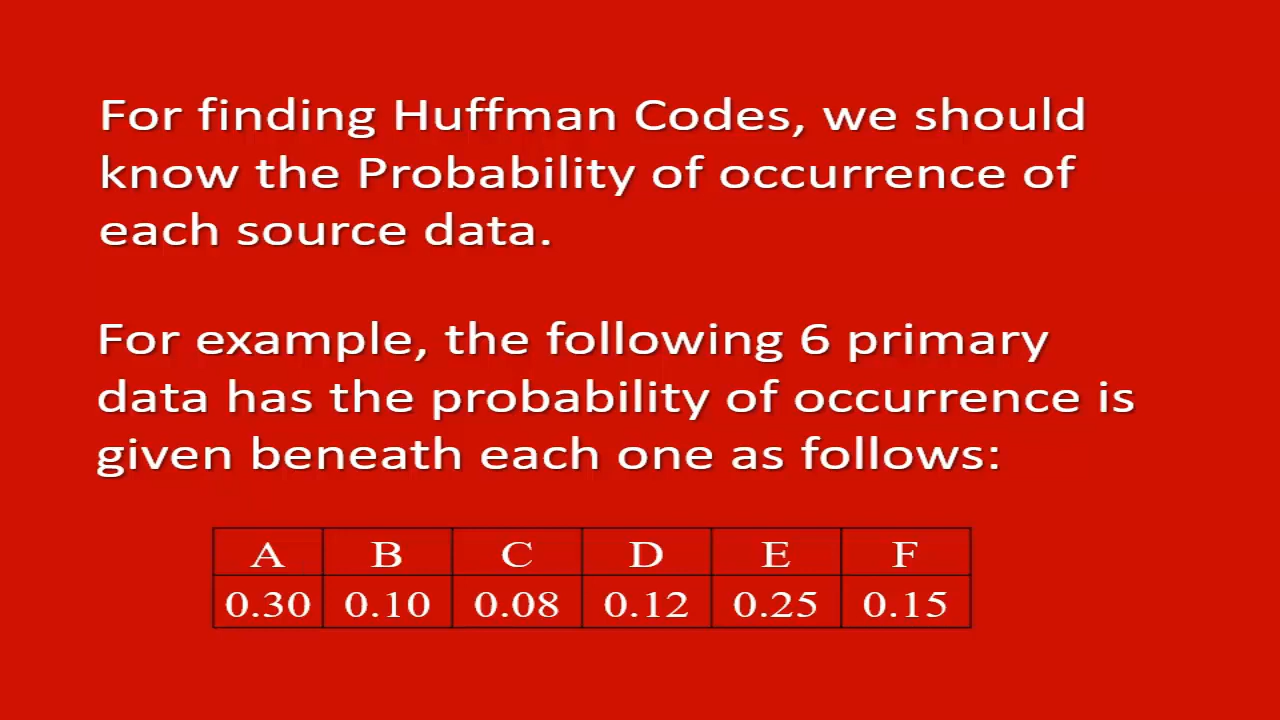 For finding Huffman Codes, we should
know the Probability of occurrence of
each source data.
For example, the following 6 primary
data has the probability of occurrence is
given beneath each one as follows:
A B C D E F
0.30 0.10 0.08 0.12 0.25 0.15